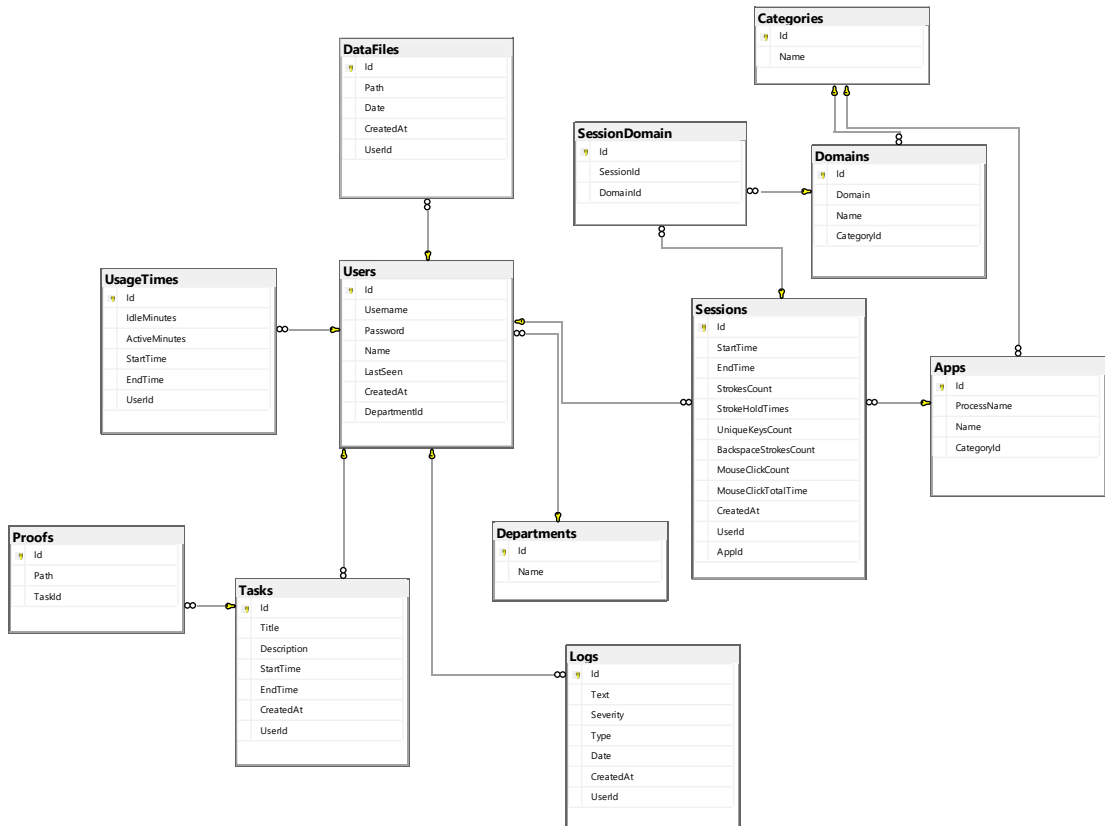 Categories
Id
Name
DataFiles
Id
Path
Date
CreatedAt
UserId
SessionDomain
Id
SessionId
DomainId
Domains
Id
Domain
Name
CategoryId
UsageTimes
Id
IdleMinutes
ActiveMinutes
StartTime
EndTime
UserId
Users
Id
Username
Password
Name
LastSeen
CreatedAt
DepartmentId
Sessions
Id
StartTime
EndTime
StrokesCount
StrokeHoldTimes
UniqueKeysCount
BackspaceStrokesCount
MouseClickCount
MouseClickTotalTime
CreatedAt
UserId
AppId
Apps
Id
ProcessName
Name
CategoryId
Proofs
Id
Path
TaskId
Departments
Id
Name
Tasks
Id
Title
Description
StartTime
EndTime
CreatedAt
UserId
Logs
Id
Text
Severity
Type
Date
CreatedAt
UserId